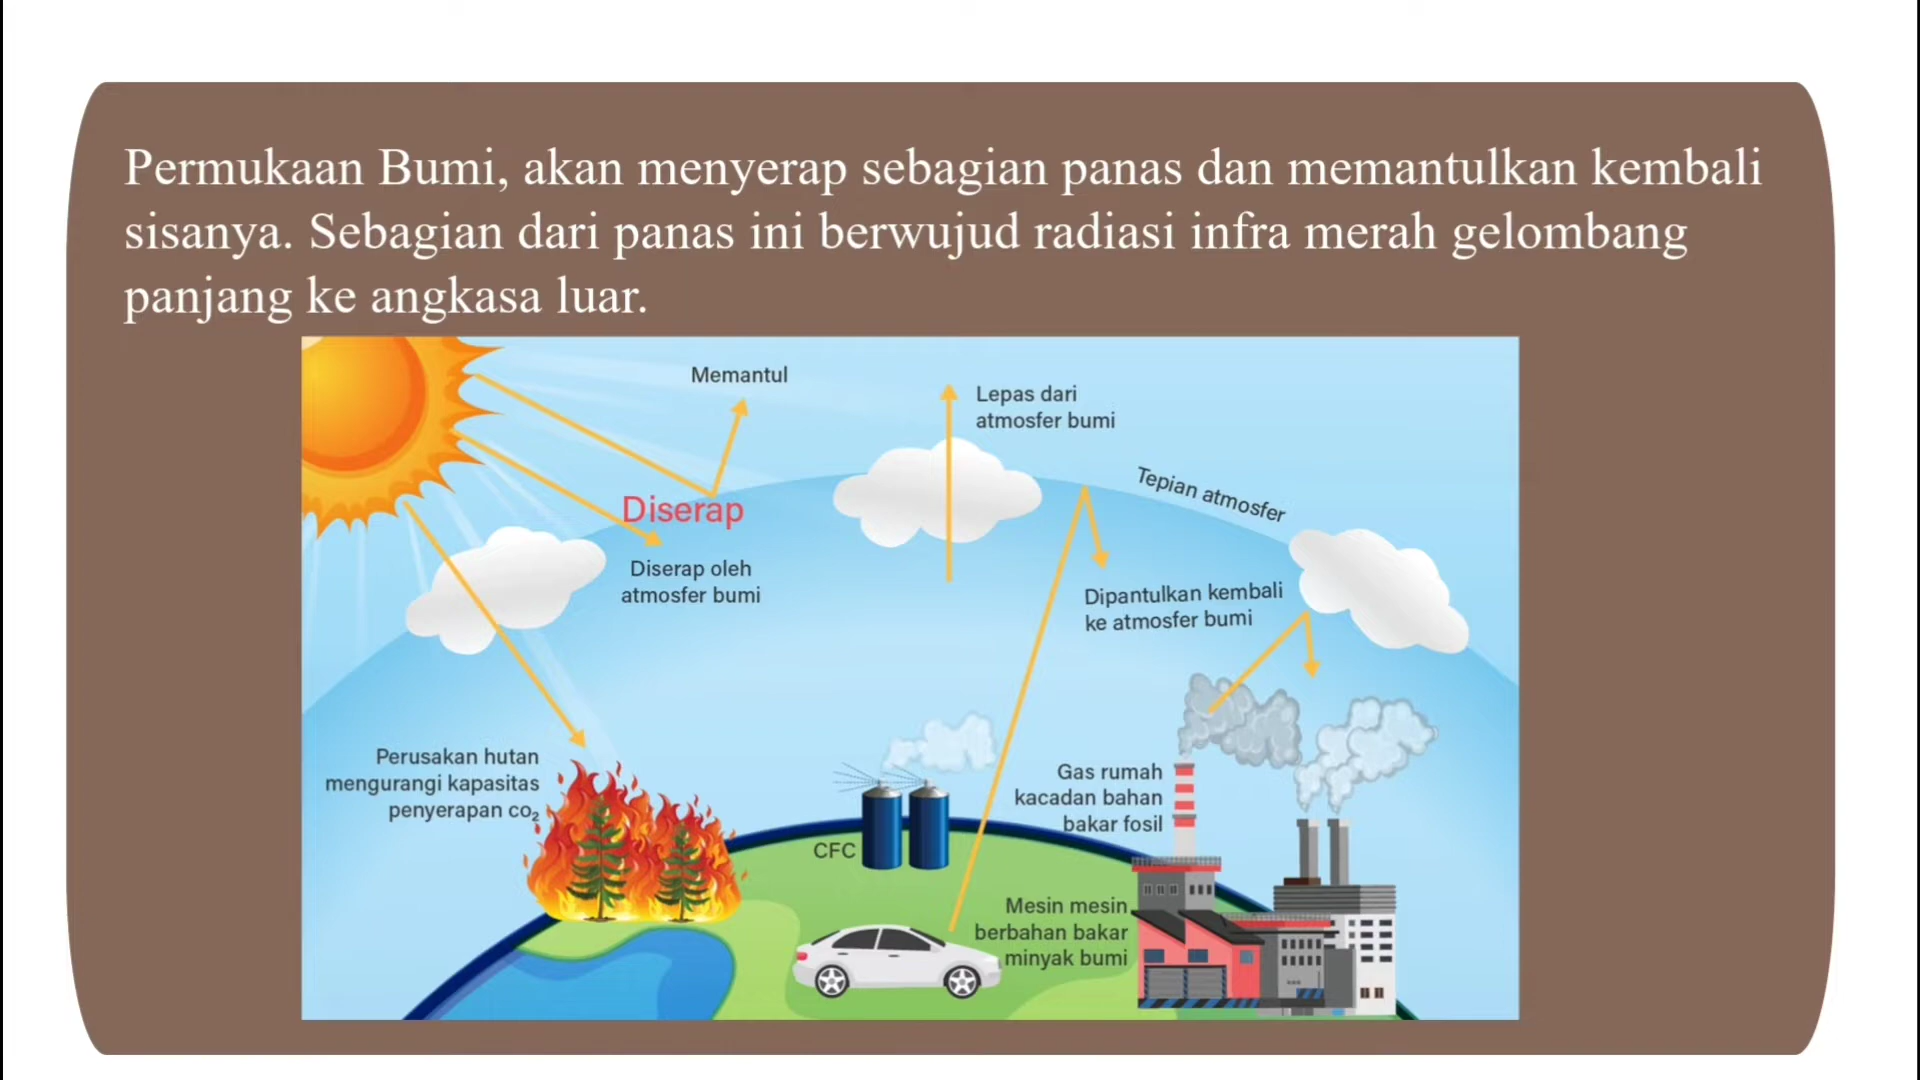 Permukaan Bumi, akan menyerap sebagian panas dan memantulkan kembali
sisanya. Sebagian dari panas ini berwujud radiasi infra merah gelombang
panjang ke angkasa luar.
Memantul
Lepas dari
atmosfer bumi
Tepian atmosfer
Diserap
Diserap oleh
atmosfer bumi
Dipantulkan kembali
ke atmosfer bumi
Perusakan hutan
mengurangi kapasitas
penyerapan co₂
CFC
Gas rumah
kacadan bahan
bakar fosil
Mesin mesin
berbahan bakar
minyak bumi